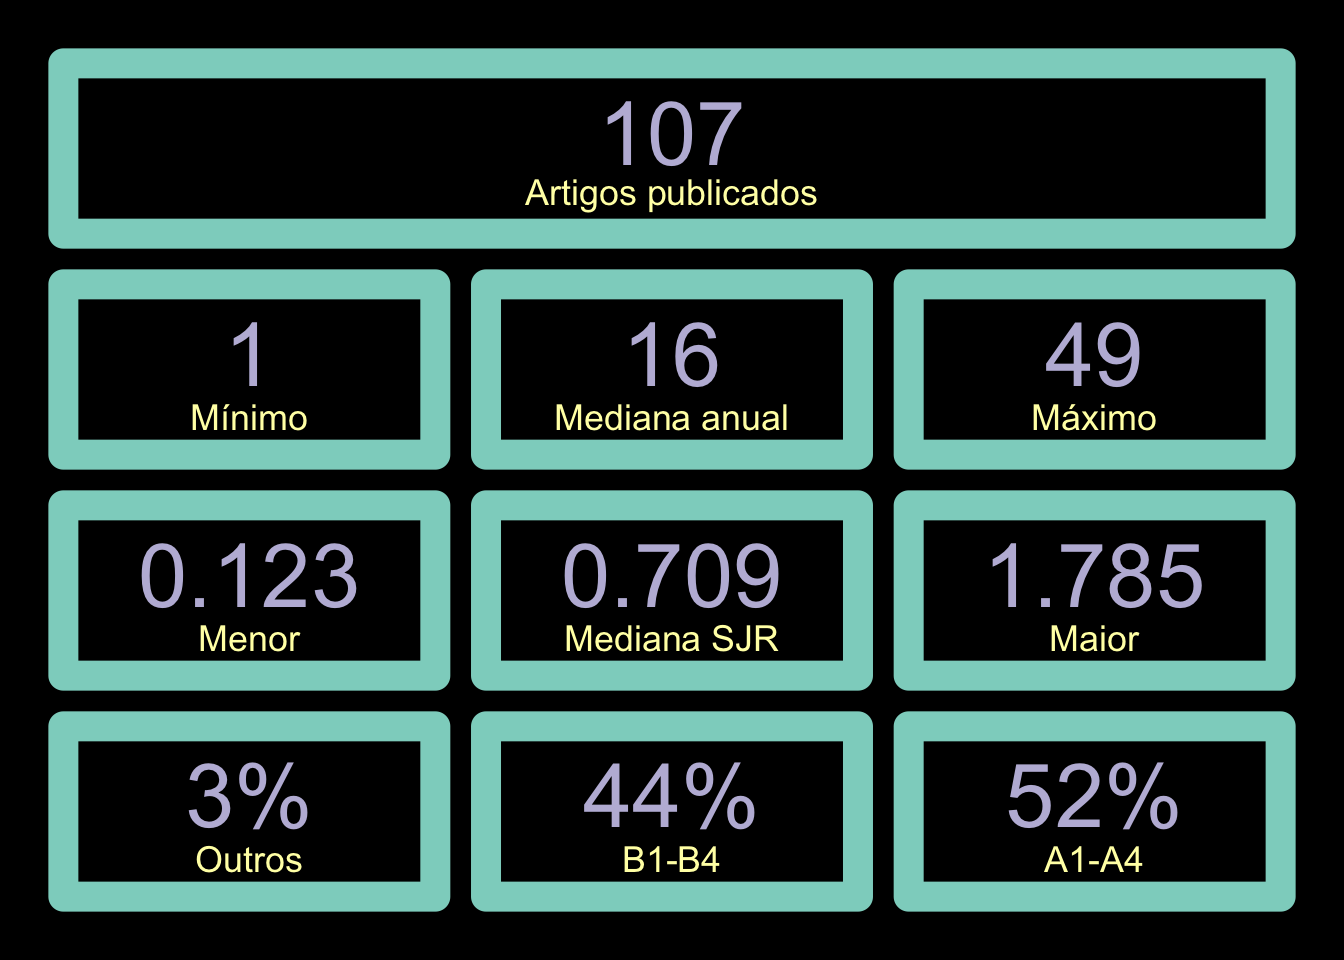 107
Artigos publicados
1
Mínimo
16
Mediana anual
49
Máximo
0.123
Menor
0.709
Mediana SJR
1.785
Maior
3%
Outros
44%
B1-B4
52%
A1-A4